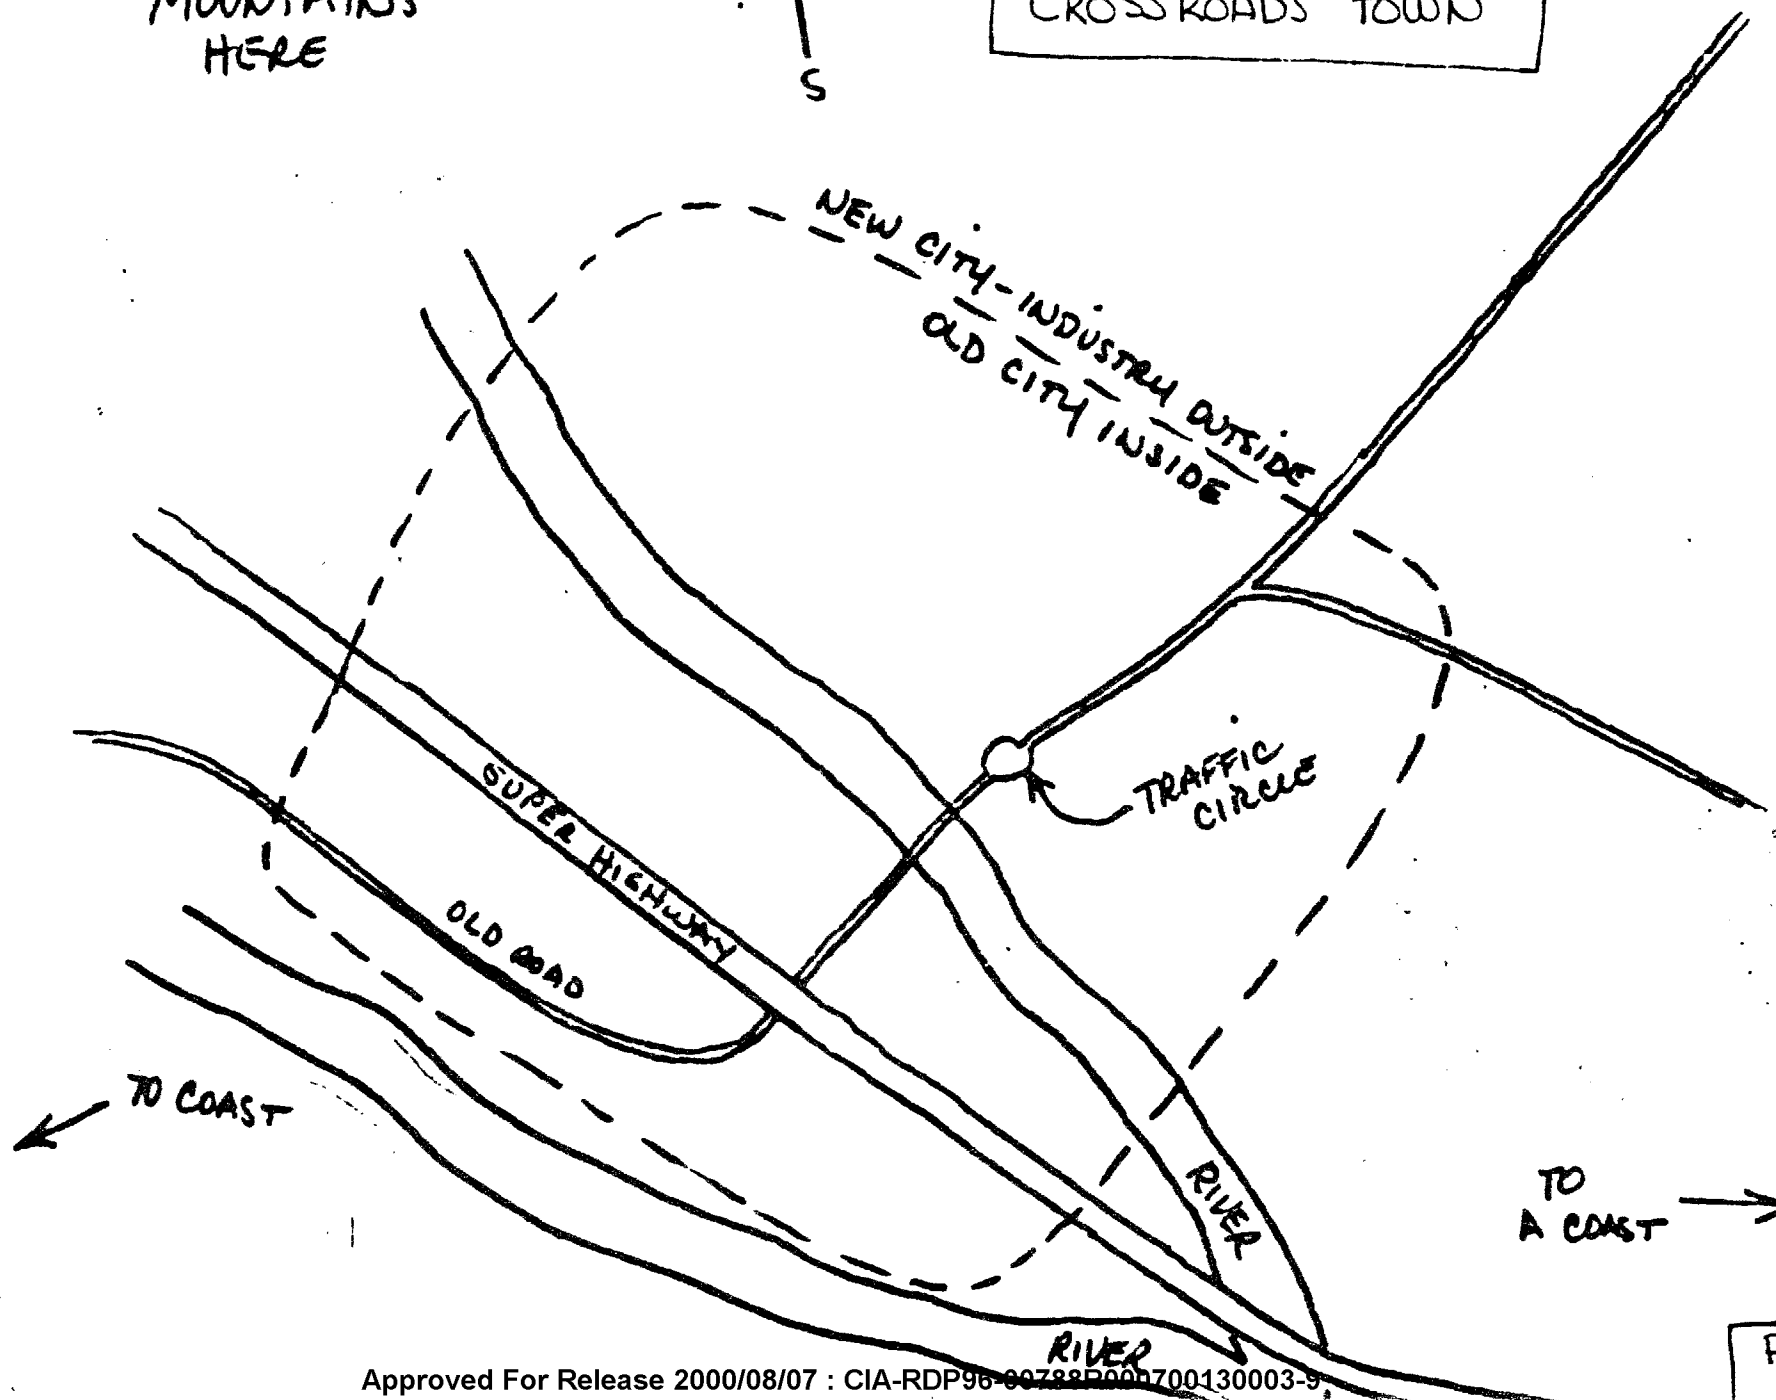 MOUNTAINS
HERE
S
CROSSROADS TOWN
NEW CITY-INDUSTRY OUTSIDE
OLD CITY INSIDE
TRAFFIC
CIRCLE
SUPER HIGHWAY
OLD ROAD
TO COAST
RIVER
TO
A COAST
RIVER
Approved For Release 2000/08/07 : CIA-RDP96-00788R000700130003-9